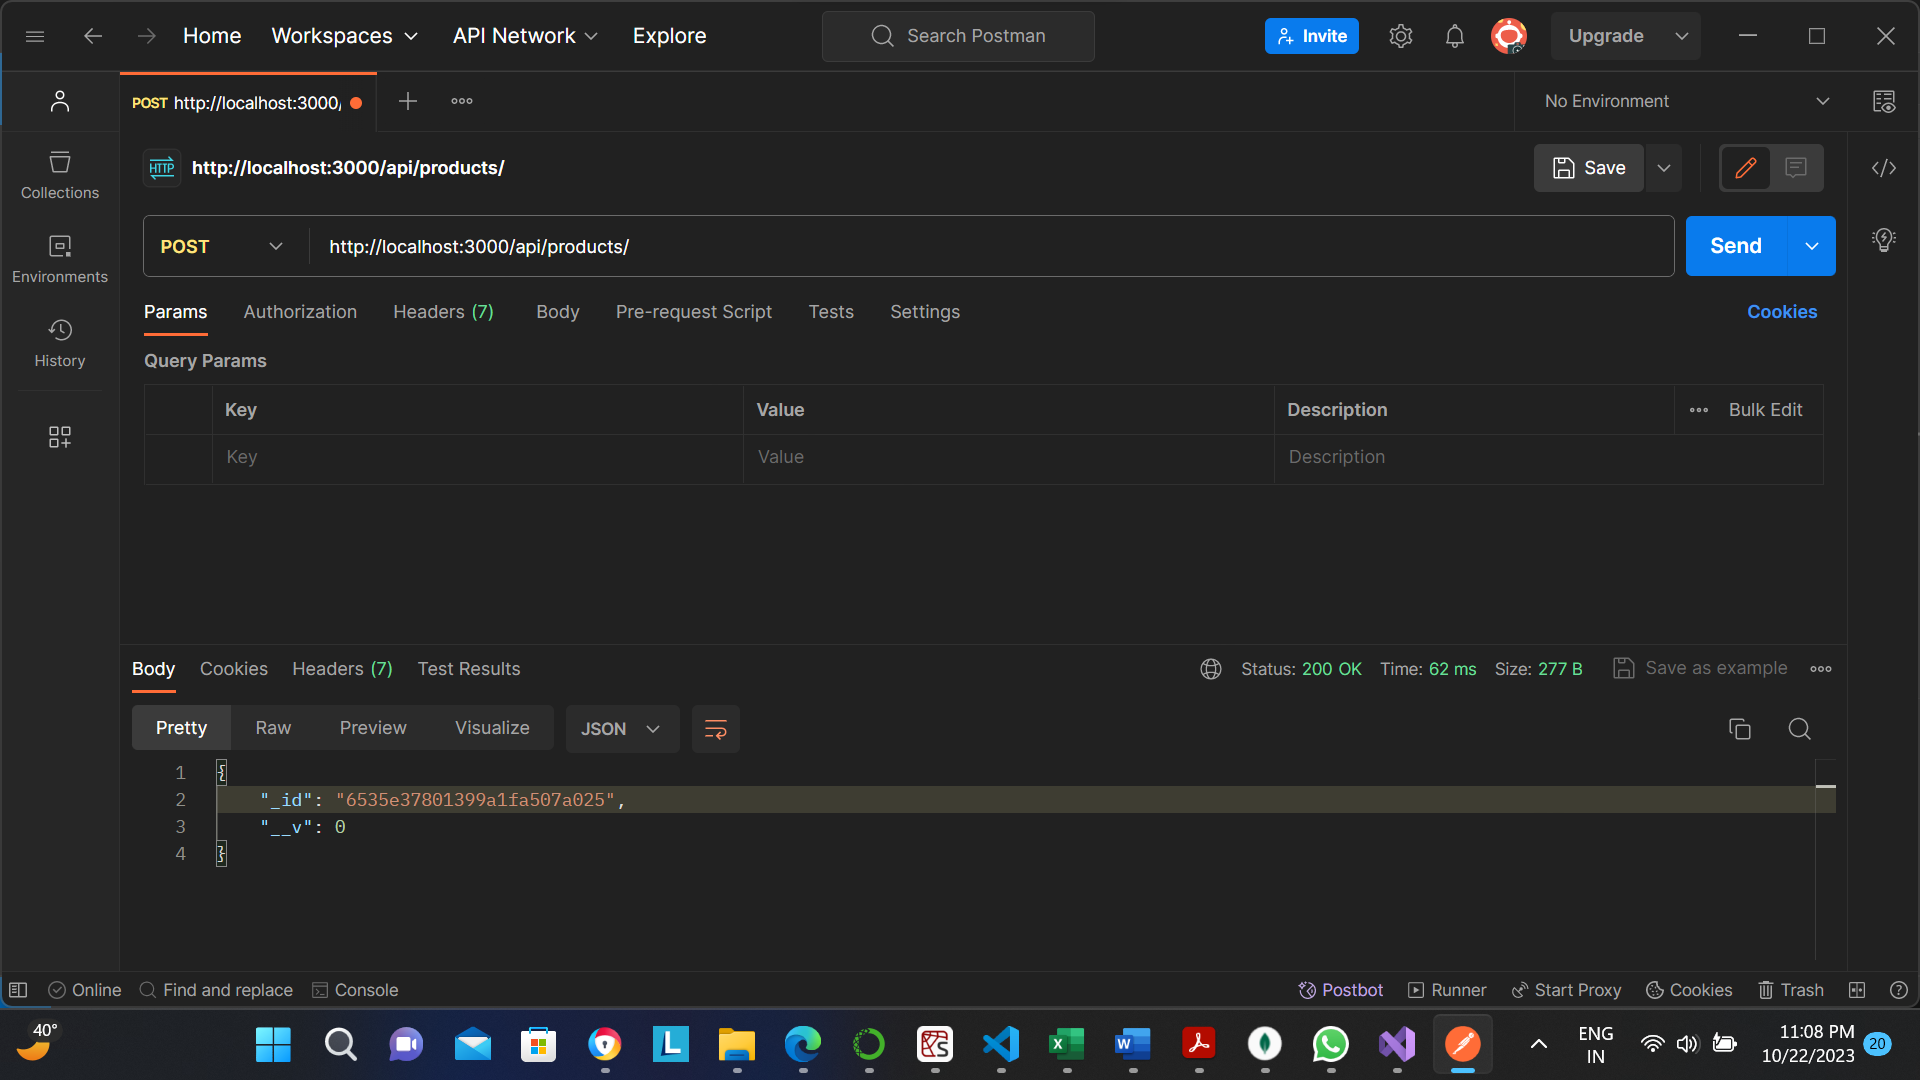 Home Workspaces API Network Explore Search Postman Invite Upgrade
POST http://localhost:3000/ No Environment
HTTP http://localhost:3000/api/products/ Save
Collections
POST http://localhost:3000/api/products/ Send
Environments
Params Authorization Headers (7) Body Pre-request Script Tests Settings Cookies
History
Query Params
Key Value Description Bulk Edit
Key Value Description
Body Cookies Headers (7) Test Results Status: 200 OK Time: 62 ms Size: 277 B Save as example
Pretty Raw Preview Visualize JSON
1 {
2 "_id": "6535e37801399a1fa507a025",
3 "__v": 0
4 }
Online Find and replace Console Postbot Runner Start Proxy Cookies Trash
40° ENG 11:08 PM
IN 10/22/2023 20